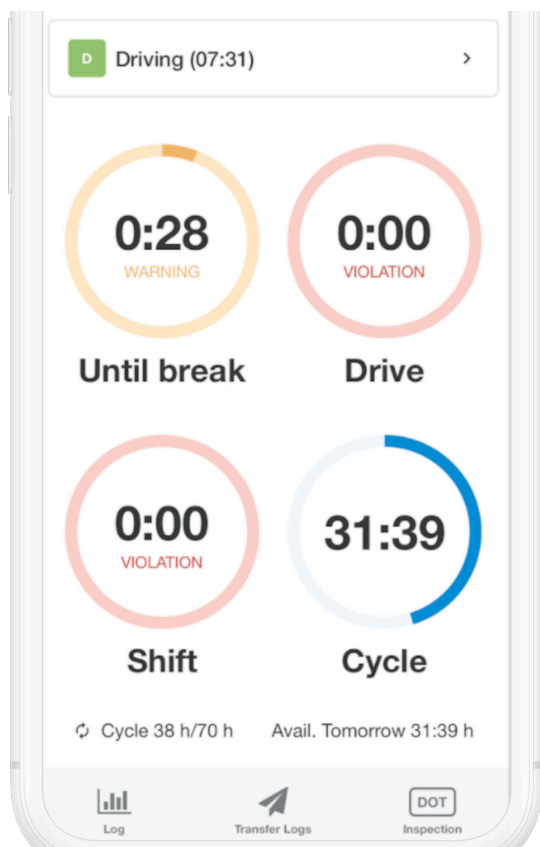 D Driving (07:31) >
0:28
WARNING
Until break
0:00
VIOLATION
Drive
0:00
VIOLATION
Shift
31:39
Cycle
Cycle 38 h/70 h
Avail. Tomorrow 31:39 h
Log
Transfer Logs
DOT
Inspection